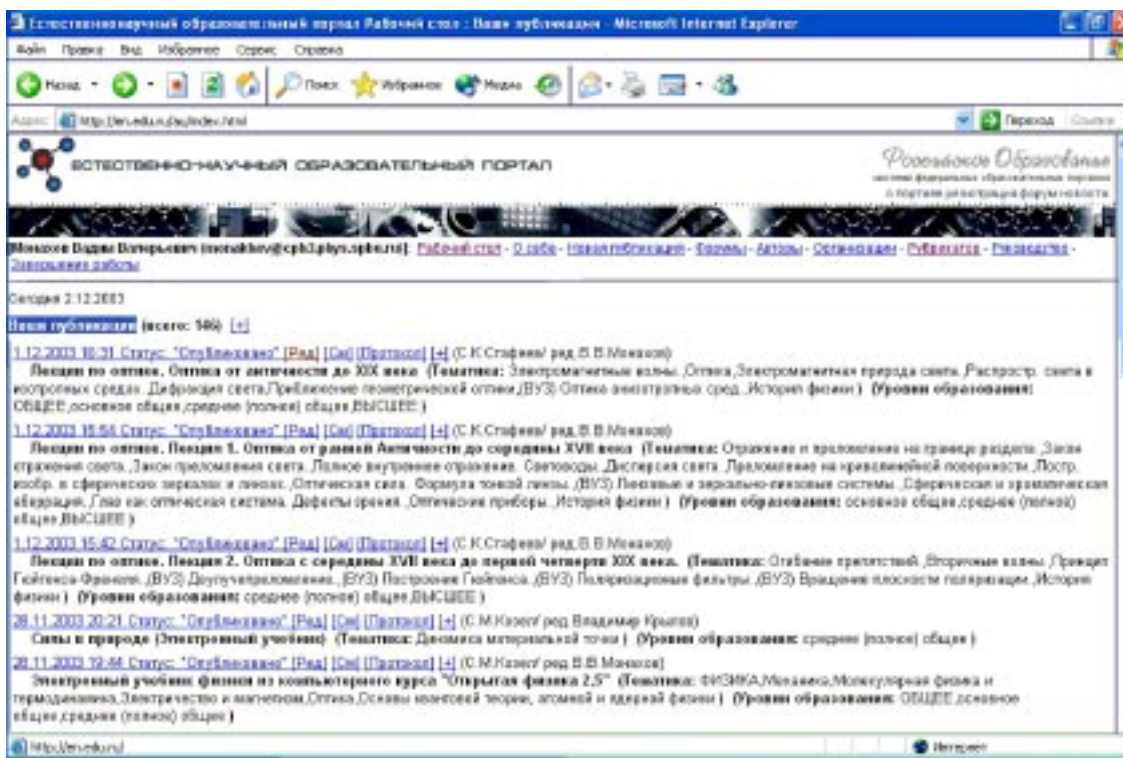 Естественнонаучный образовательный портал Рабочий стол : Ваши публикации - Microsoft Internet Explorer
Файл Правка Вид Избранное Сервис Справка
Назад Поиск Избранное Медиа
Адрес: Переход Ссылки
ЕСТЕСТВЕННО-НАУЧНЫЙ ОБРАЗОВАТЕЛЬНЫЙ ПОРТАЛ
Российское Образование
система федеральных образовательных порталов
о портале регистрация форум новости
[Монахов Вадим Валерьевич (monakhov@cph3.phys.spbu.ru)]: Рабочий стол - О себе - Новая публикация - Форумы - Авторы - Организации - Рубрикатор - Руководство -
Завершение работы
Сегодня 2.12.2003
Ваши публикации (всего: 146) [+]
1.12.2003 16:31 Статус: "Опубликовано" [Ред] [См] [Протокол] [+] (С.К.Стафеев/ ред.В.В.Монахов)
Лекции по оптике. Оптика от античности до XIX века (Тематика: Электромагнитные волны.,Оптика,Электромагнитная природа света.,Распростр. света в
изотропных средах. Дифракция света,Приближение геометрической оптики,(ВУЗ) Оптика анизотропных сред.,История физики ) (Уровни образования:
ОБЩЕЕ,основное общее,среднее (полное) общее,ВЫСШЕЕ )
1.12.2003 15:54 Статус: "Опубликовано" [Ред] [См] [Протокол] [+] (С.К.Стафеев/ ред.В.В.Монахов)
Лекции по оптике. Лекция 1. Оптика от ранней Античности до середины XVII века (Тематика: Отражение и преломление на границе раздела.,Закон
отражения света.,Закон преломления света.,Полное внутреннее отражение. Световоды.,Дисперсия света.,Преломление на криволинейной поверхности.,Постр.
изобр. в сферических зеркалах и линзах.,Оптическая сила. Формула тонкой линзы.,(ВУЗ) Линзовые и зеркально-линзовые системы.,Сферическая и хроматическая
аберрация.,Глаз как оптическая система. Дефекты зрения.,Оптические приборы.,История физики ) (Уровни образования: основное общее,среднее (полное)
общее,ВЫСШЕЕ )
1.12.2003 15:42 Статус: "Опубликовано" [Ред] [См] [Протокол] [+] (С.К.Стафеев/ ред.В.В.Монахов)
Лекции по оптике. Лекция 2. Оптика с середины XVII века до первой четверти XIX века. (Тематика: Огибание препятствий.,Вторичные волны.,Принцип
Гюйгенса-Френеля.,(ВУЗ) Двулучепреломление.,(ВУЗ) Построение Гюйгенса.,(ВУЗ) Поляризационные фильтры.,(ВУЗ) Вращение плоскости поляризации.,История
физики ) (Уровни образования: среднее (полное) общее,ВЫСШЕЕ )
28.11.2003 20:21 Статус: "Опубликовано" [Ред] [См] [Протокол] [+] (С.М.Козел/ ред.Владимир Крылов)
Силы в природе (Электронный учебник) (Тематика: Динамика материальной точки ) (Уровни образования: среднее (полное) общее )
28.11.2003 19:44 Статус: "Опубликовано" [Ред] [См] [Протокол] [+] (С.М.Козел/ ред.В.В.Монахов)
Электронный учебник физики из компьютерного курса "Открытая физика 2.5" (Тематика: ФИЗИКА,Механика,Молекулярная физика и
термодинамика,Электричество и магнетизм,Оптика,Основы квантовой теории, атомной и ядерной физики ) (Уровни образования: ОБЩЕЕ,основное
общее,среднее (полное) общее )
http://en.edu.ru/ Интернет